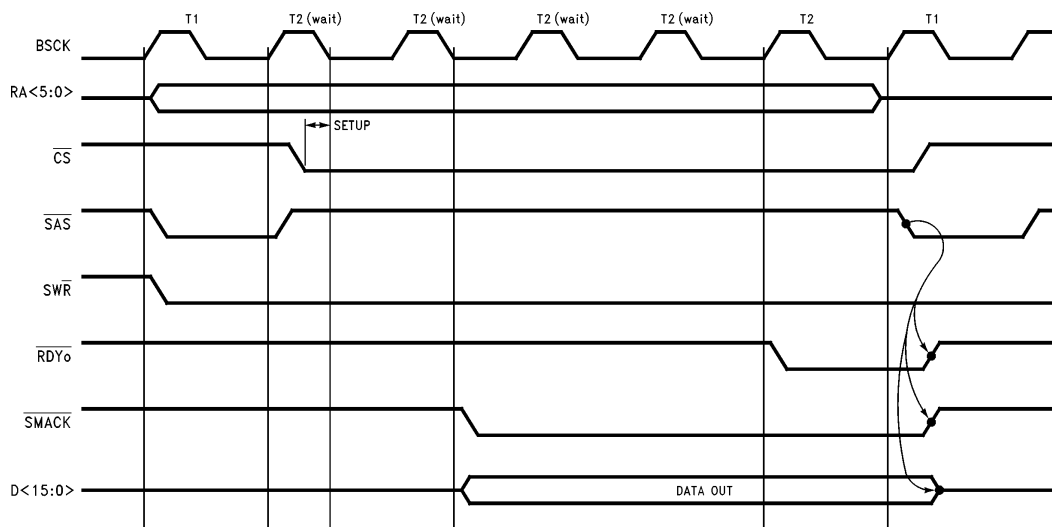 T1 T2 (wait) T2 (wait) T2 (wait) T2 (wait) T2 T1
BSCK
RA<5:0>
SETUP
CS
SAS
SWR
RDYo
SMACK
D<15:0> DATA OUT